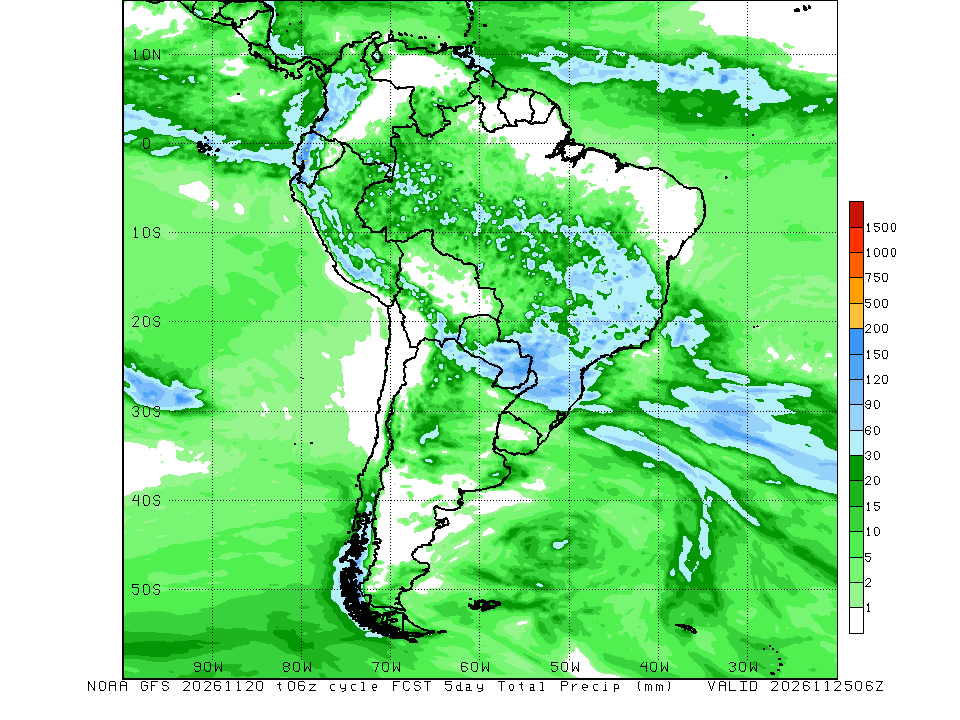 10N
0
10S
20S
30S
40S
50S
90W 80W 70W 60W 50W 40W 30W
1500
1000
750
500
200
150
120
90
60
30
20
15
10
5
2
1
NOAA GFS 20261120 t06z cycle FCST 5day Total Precip (mm) VALID 2026112506Z